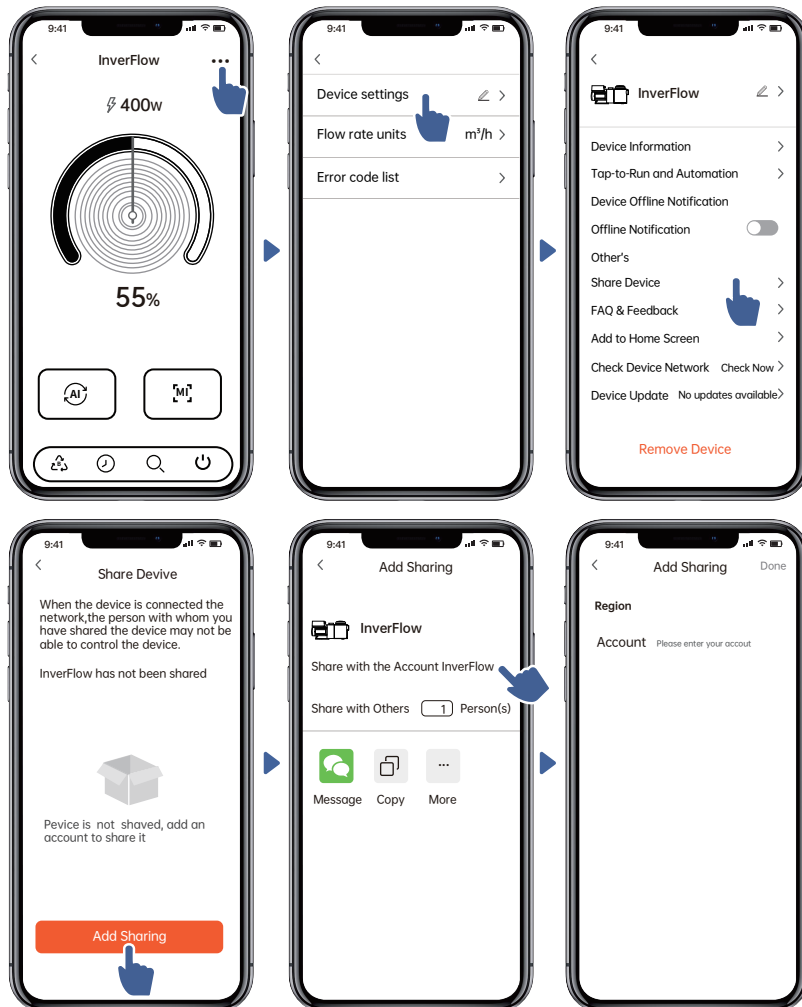 9:41
InverFlow
400w
55%
AI
MI
9:41
Device settings
Flow rate units m³/h
Error code list
9:41
InverFlow
Device Information
Tap-to-Run and Automation
Device Offline Notification
Offline Notification
Other's
Share Device
FAQ & Feedback
Add to Home Screen
Check Device Network Check Now
Device Update No updates available
Remove Device
9:41
Share Devive
When the device is connected the
network,the person with whom you
have shared the device may not be
able to control the device.
InverFlow has not been shared
Pevice is not shaved, add an
account to share it
Add Sharing
9:41
Add Sharing
InverFlow
Share with the Account InverFlow
Share with Others 1 Person(s)
Message Copy More
9:41
Add Sharing Done
Region
Account Please enter your accout